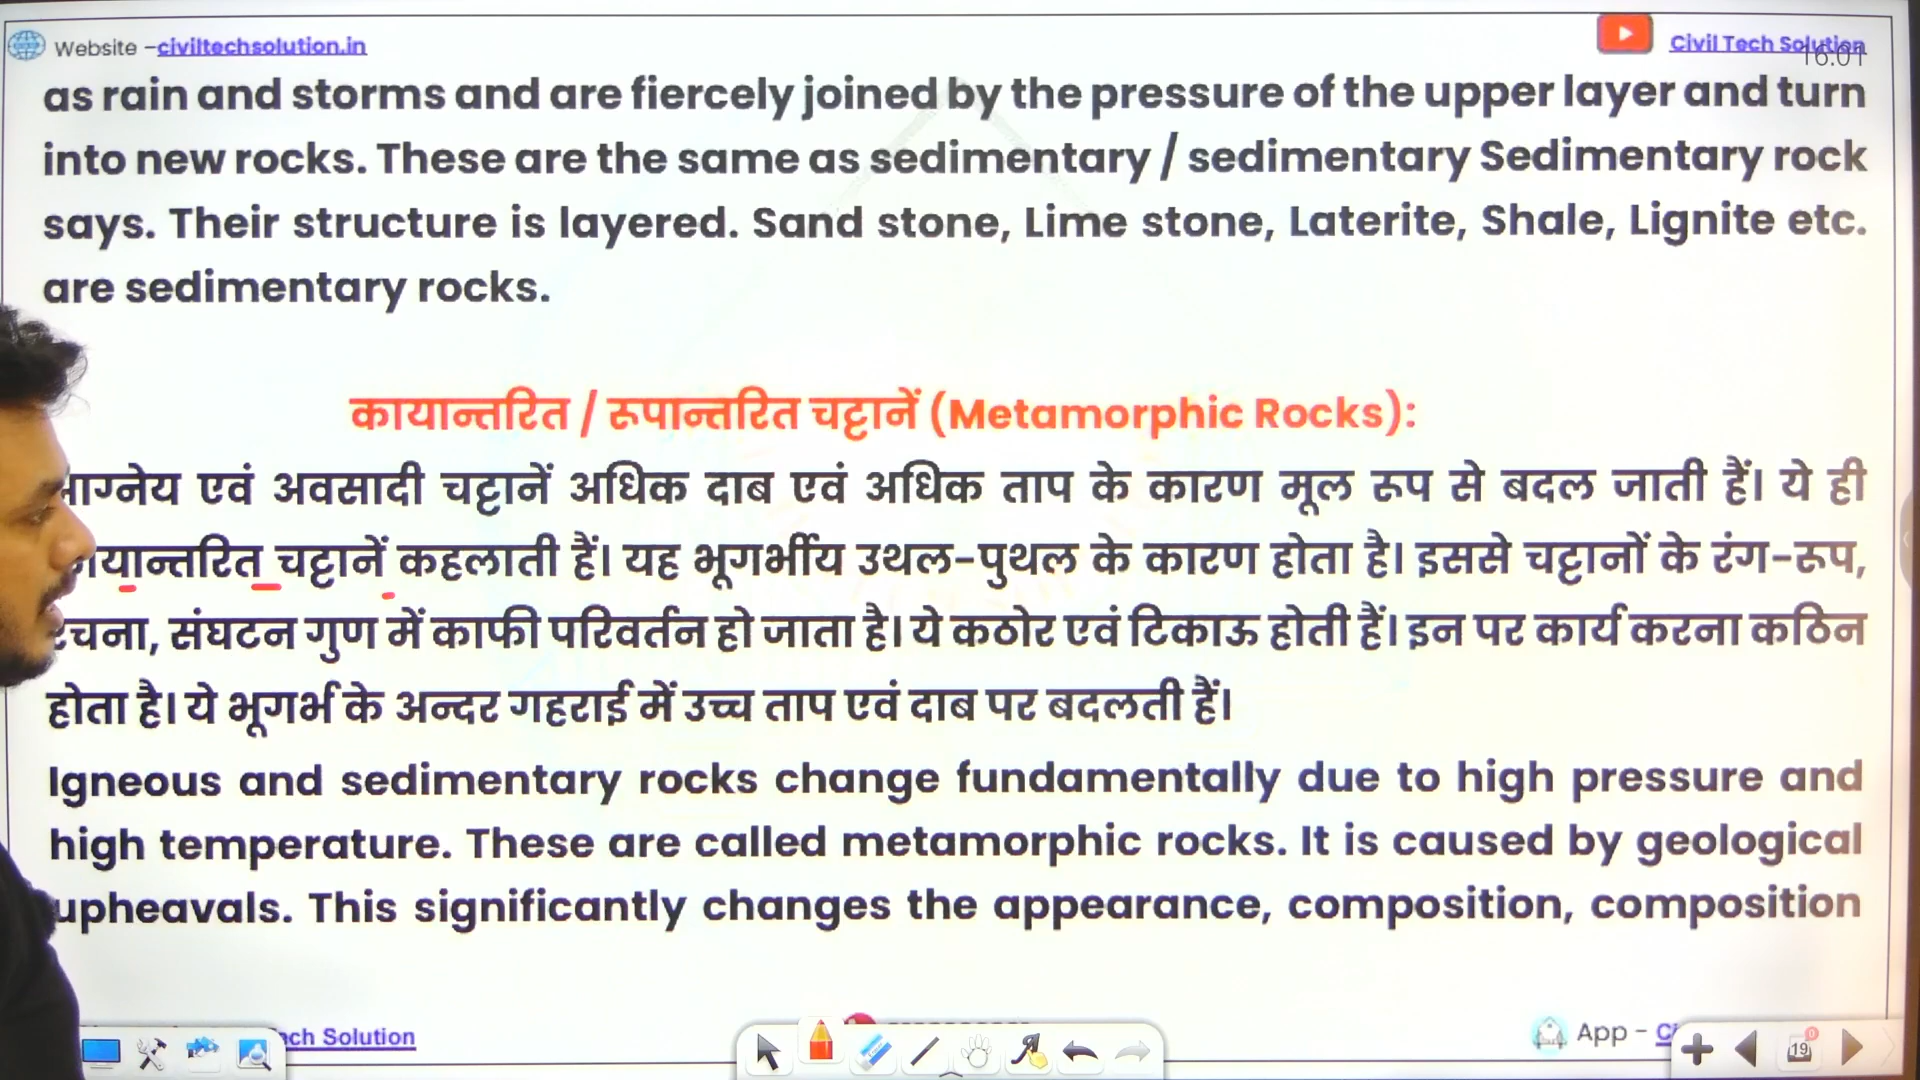 Website -civiltechsolution.in
Civil Tech Solution
16:01
as rain and storms and are fiercely joined by the pressure of the upper layer and turn
into new rocks. These are the same as sedimentary / sedimentary Sedimentary rock
says. Their structure is layered. Sand stone, Lime stone, Laterite, Shale, Lignite etc.
are sedimentary rocks.
कायान्तरित / रूपान्तरित चट्टानें (Metamorphic Rocks):
एवं अवसादी चट्टानें अधिक दाब एवं अधिक ताप के कारण मूल रूप से बदल जाती हैं। ये ही
चट्टानें कहलाती हैं। यह भूगर्भीय उथल-पुथल के कारण होता है। इससे चट्टानों के रंग-रूप,
संघटन गुण में काफी परिवर्तन हो जाता है। ये कठोर एवं टिकाऊ होती हैं। इन पर कार्य करना कठिन
होता है। ये भूगर्भ के अन्दर गहराई में उच्च ताप एवं दाब पर बदलती हैं।
Igneous and sedimentary rocks change fundamentally due to high pressure and
high temperature. These are called metamorphic rocks. It is caused by geological
upheavals. This significantly changes the appearance, composition, composition
Solution
App -
19